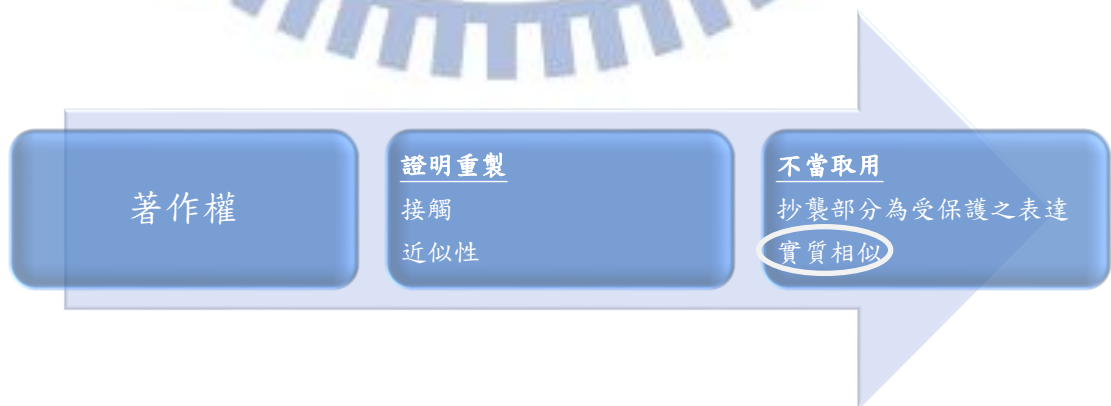 著作權
證明重製
接觸
近似性
不當取用
抄襲部分為受保護之表達
實質相似